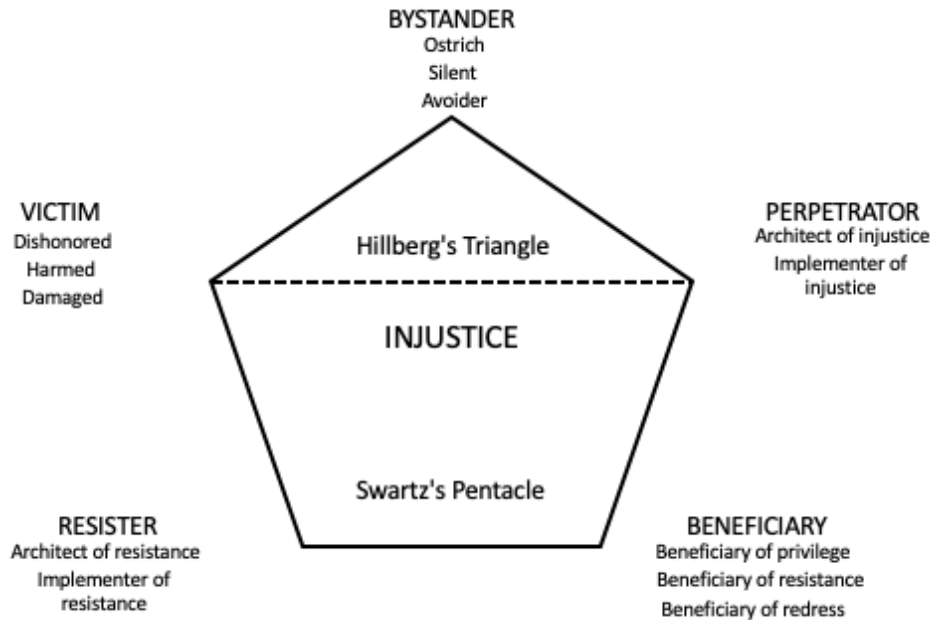 BYSTANDER
Ostrich
Silent
Avoider
VICTIM
Dishonored
Harmed
Damaged
PERPETRATOR
Architect of injustice
Implementer of
injustice
Hillberg's Triangle
INJUSTICE
Swartz's Pentacle
RESISTER
Architect of resistance
Implementer of
resistance
BENEFICIARY
Beneficiary of privilege
Beneficiary of resistance
Beneficiary of redress